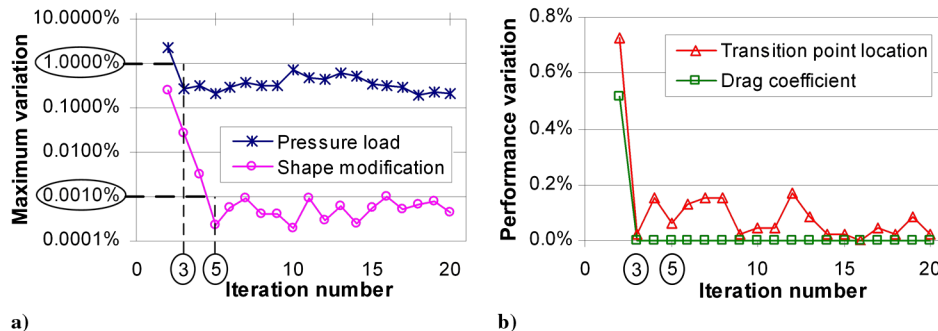 10.0000%
1.0000%
0.1000%
0.0100%
0.0010%
0.0001%
Maximum variation
Pressure load
Shape modification
0 3 5 10 15 20
Iteration number
a)
0.8%
0.6%
0.4%
0.2%
0.0%
Performance variation
Transition point location
Drag coefficient
0 3 5 10 15 20
Iteration number
b)